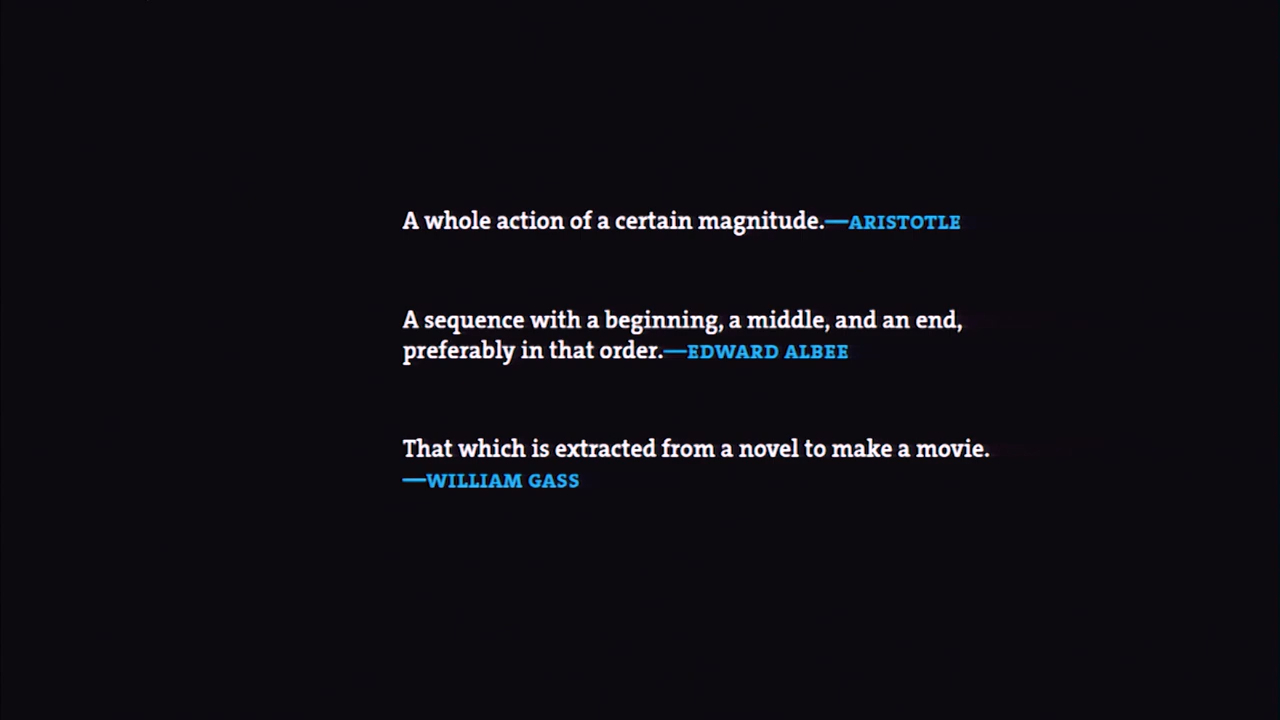 A whole action of a certain magnitude.—ARISTOTLE
A sequence with a beginning, a middle, and an end,
preferably in that order.—EDWARD ALBEE
That which is extracted from a novel to make a movie.
—WILLIAM GASS